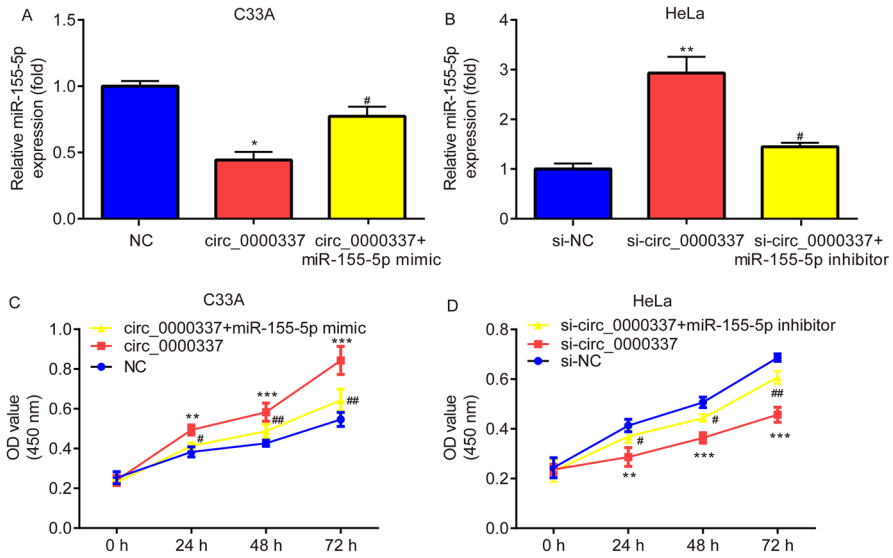 A
C33A
Relative miR-155-5p
expression (fold)
1.5
1.0
0.5
0.0
*
#
NC
circ_0000337
circ_0000337+
miR-155-5p mimic
B
HeLa
Relative miR-155-5p
expression (fold)
4
3
2
1
0
**
#
si-NC
si-circ_0000337
si-circ_0000337+
miR-155-5p inhibitor
C
C33A
circ_0000337+miR-155-5p mimic
circ_0000337
NC
OD value
(450 nm)
1.0
0.8
0.6
0.4
0.2
0.0
**
#
***
##
***
##
0 h
24 h
48 h
72 h
D
HeLa
si-circ_0000337+miR-155-5p inhibitor
si-circ_0000337
si-NC
OD value
(450 nm)
0.8
0.6
0.4
0.2
0.0
#
**
#
***
##
***
0 h
24 h
48 h
72 h